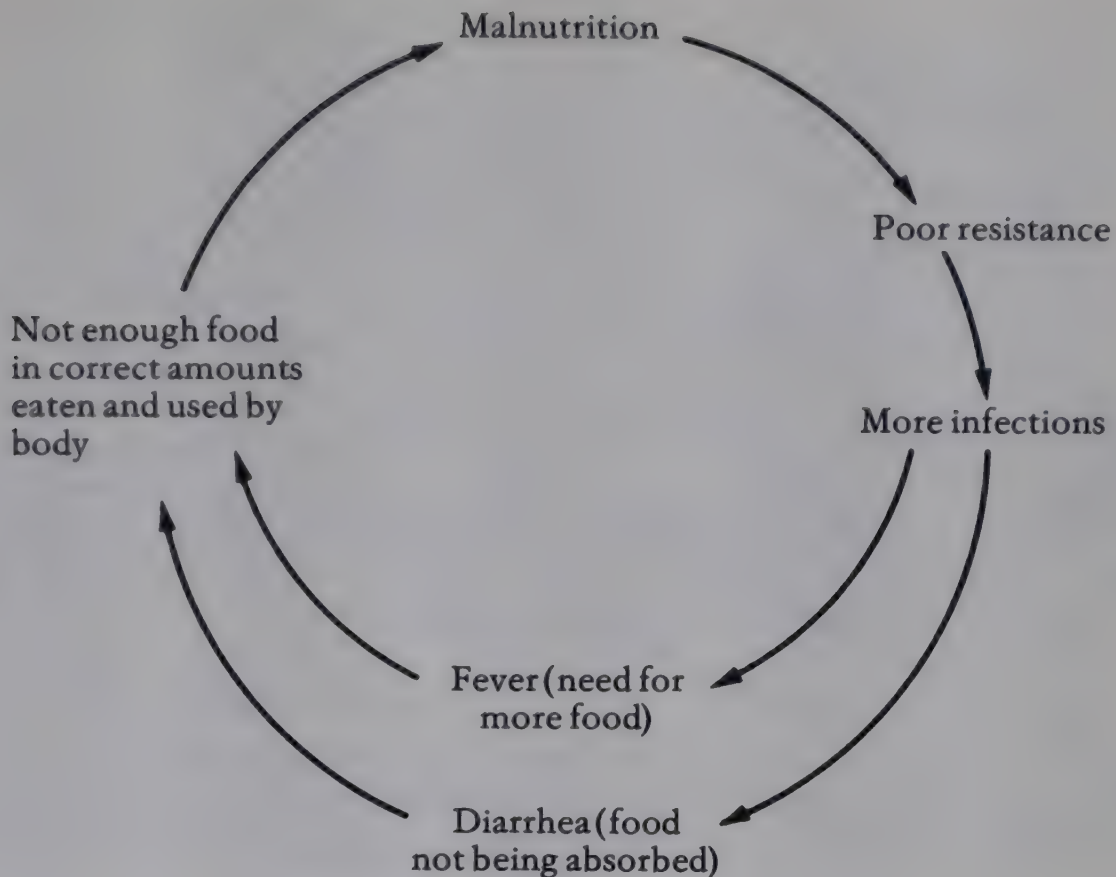 Malnutrition
Poor resistance
More infections
Not enough food
in correct amounts
eaten and used by
body
Fever (need for
more food)
Diarrhea (food
not being absorbed)